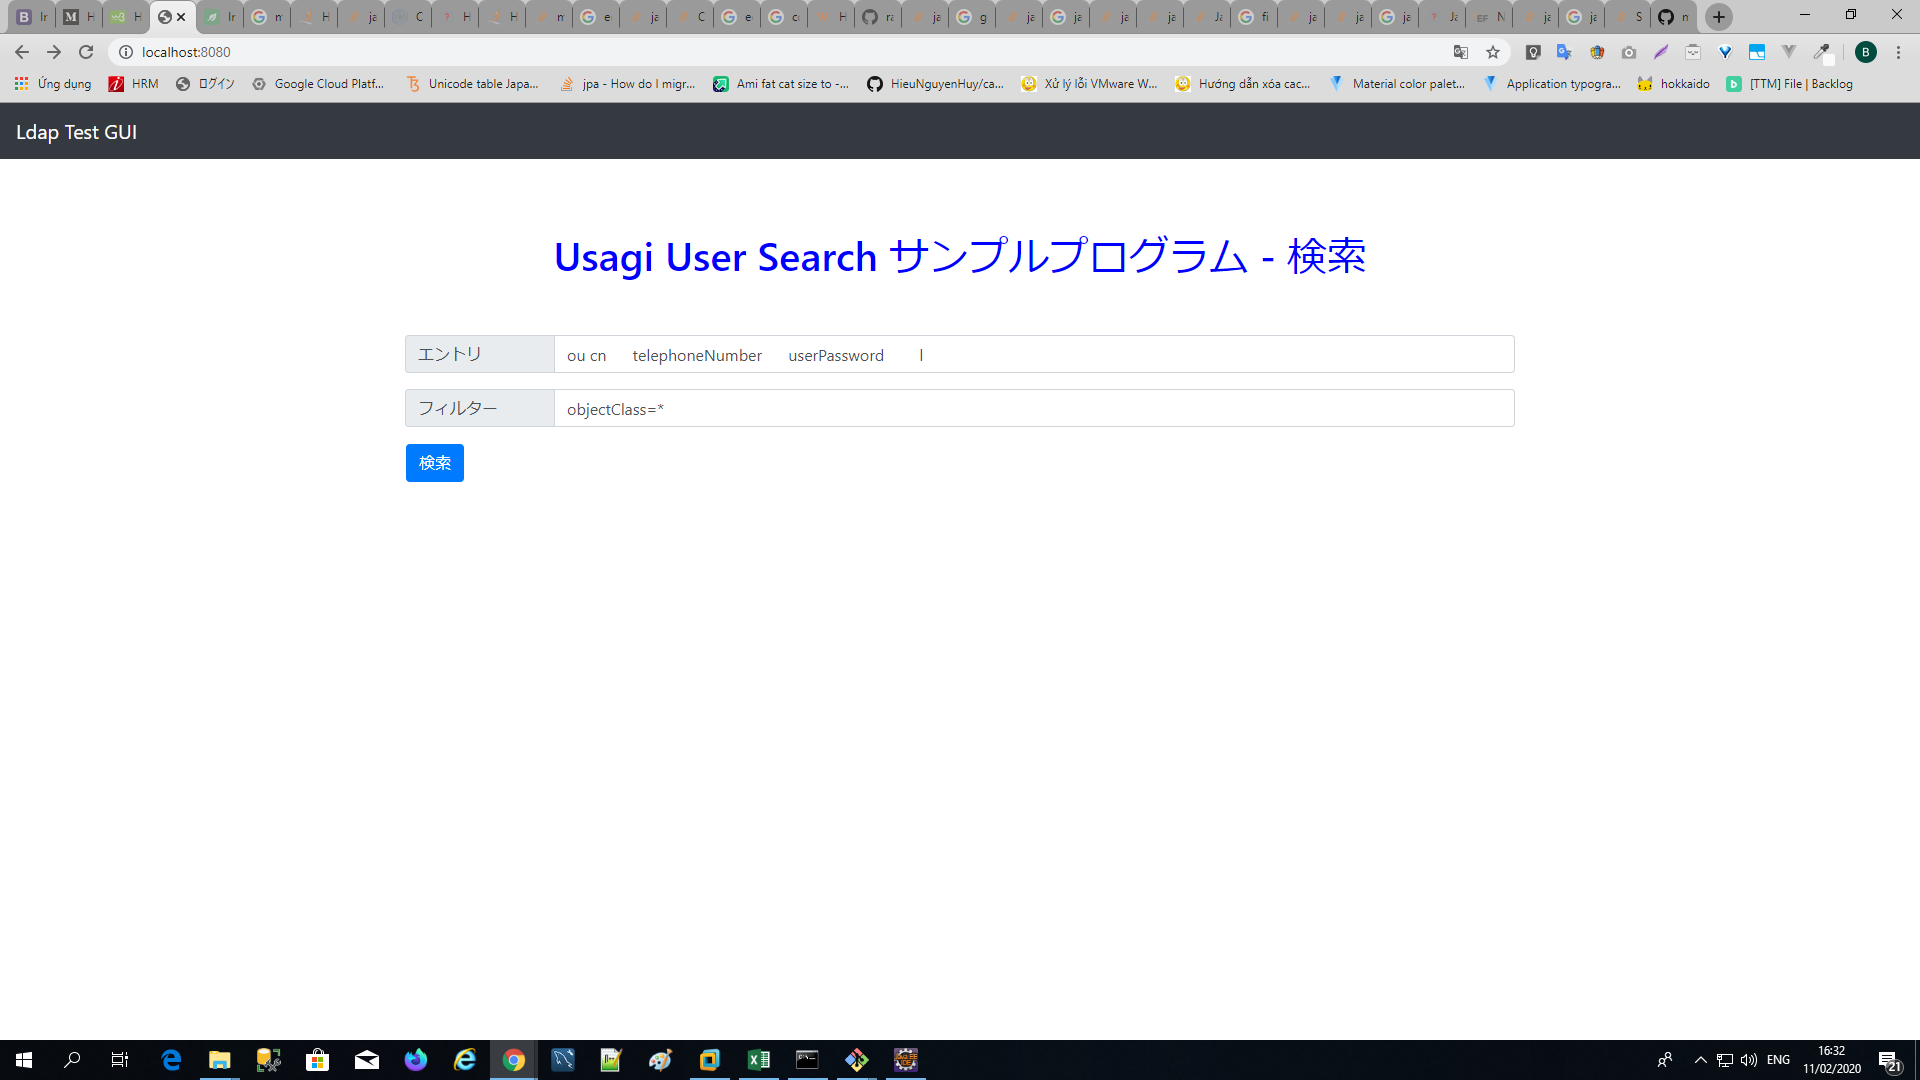 localhost:8080
Ứng dụng
HRM
ログイン
Google Cloud Platf...
Unicode table Japa...
jpa - How do I migr...
Ami fat cat size to -...
HieuNguyenHuy/ca...
Xử lý lỗi VMware W...
Hướng dẫn xóa cac...
Material color palet...
Application typogra...
hokkaido
[TTM] File | Backlog
Ldap Test GUI
Usagi User Search サンプルプログラム - 検索
エントリ ou cn telephoneNumber userPassword l
フィルター objectClass=*
検索
ENG
16:32
11/02/2020
21